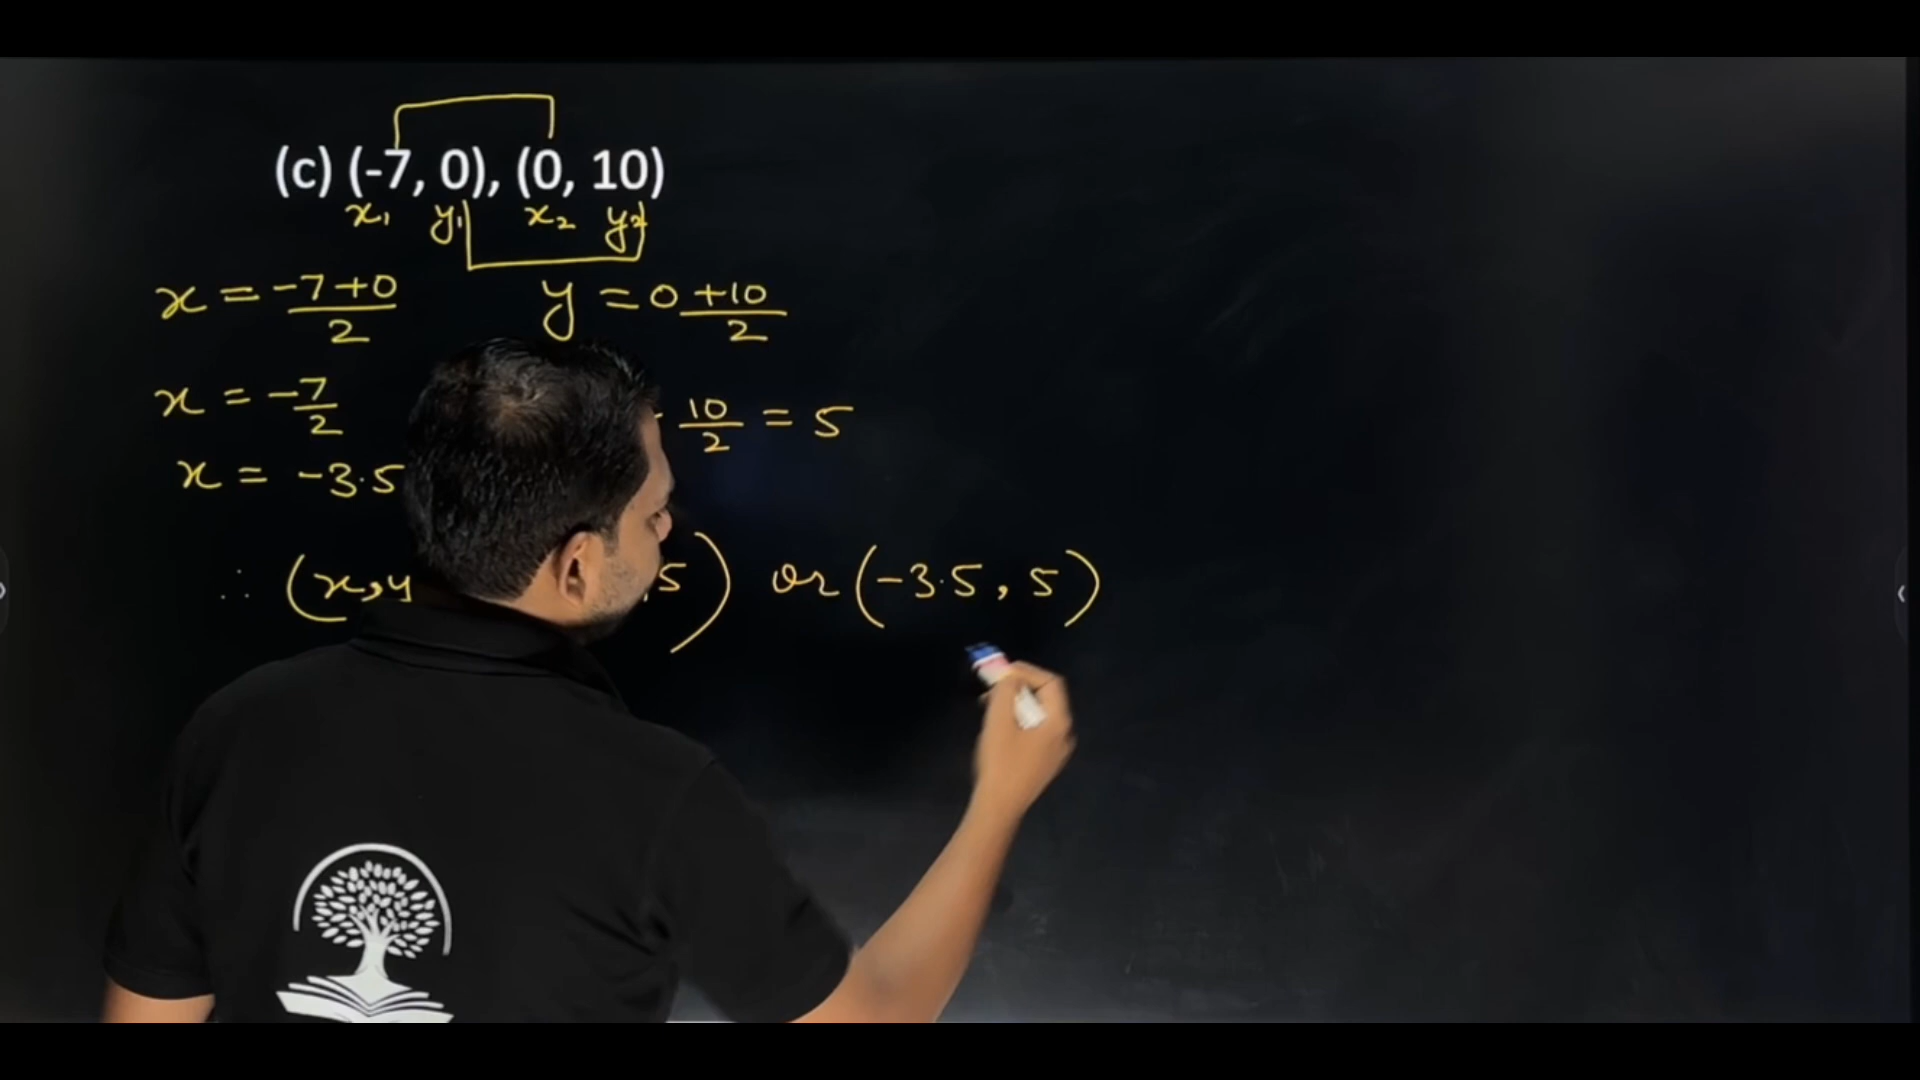 (c) (-7, 0), (0, 10)
x₁ y₁ x₂ y₂
x = -7+0/2 y = 0+10/2
x = -7/2 10/2 = 5
x = -3.5
∴ (x,y ,5) or (-3.5, 5)